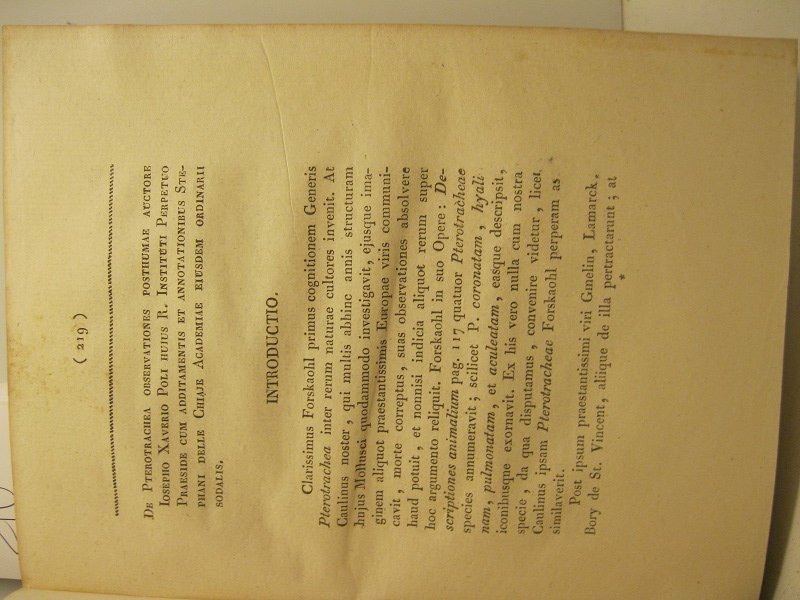 ( 219 )
De Pterotrachea observationes posthumae auctore
Iosepho Xaverio Poli huius R. Instituti Perpetuo
Praeside cum additamentis et annotationibus Ste-
phani delle Chiaje Academiae eiusdem ordinarii
sodalis.
INTRODUCTIO.
Clarissimus Forskaohl primus cognitionem Generis
Pterotrachea inter rerum naturae cultores invenit. At
Caulinus noster, qui multis abhinc annis structuram
hujus Mollusci quodammodo investigavit, ejusque ima-
ginem aliquot praestantissimis Europae viris communi-
cavit, morte correptus, suas observationes absolvere
haud potuit, et nonnisi indicia aliquot rerum super
hoc argumento reliquit. Forskaohl in suo Opere: De-
scriptiones animalium pag. 117 quatuor Pterotràcheae
species annumeravit; scilicet P. coronatam, hyali
nam, pulmonatam, et aculeatam, easque descripsit,
iconibusque exornavit. Ex his vero nulla cum nostra
specie, da qua disputamus, convenire videtur, licet
Caulinus ipsam Pterotracheae Forskaohl perperam as
similaverit.
Post ipsum praestantissimi viri Gmelin, Lamarck,
Bory de St. Vincent, aliique de illa pertractarunt; at
*